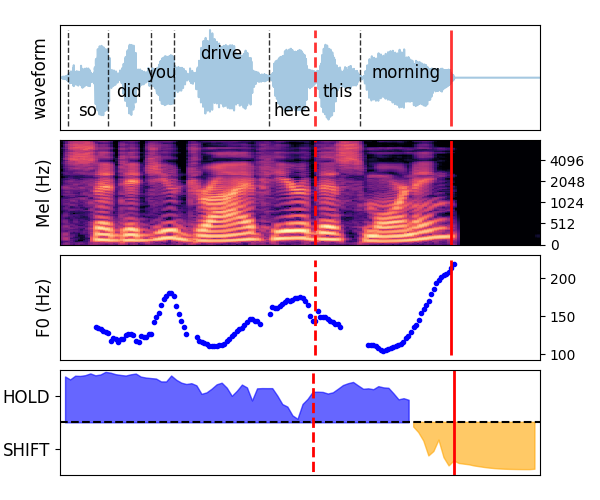 waveform
so did you drive here this morning
Mel (Hz)
4096
2048
1024
512
0
F0 (Hz)
200
150
100
HOLD
SHIFT